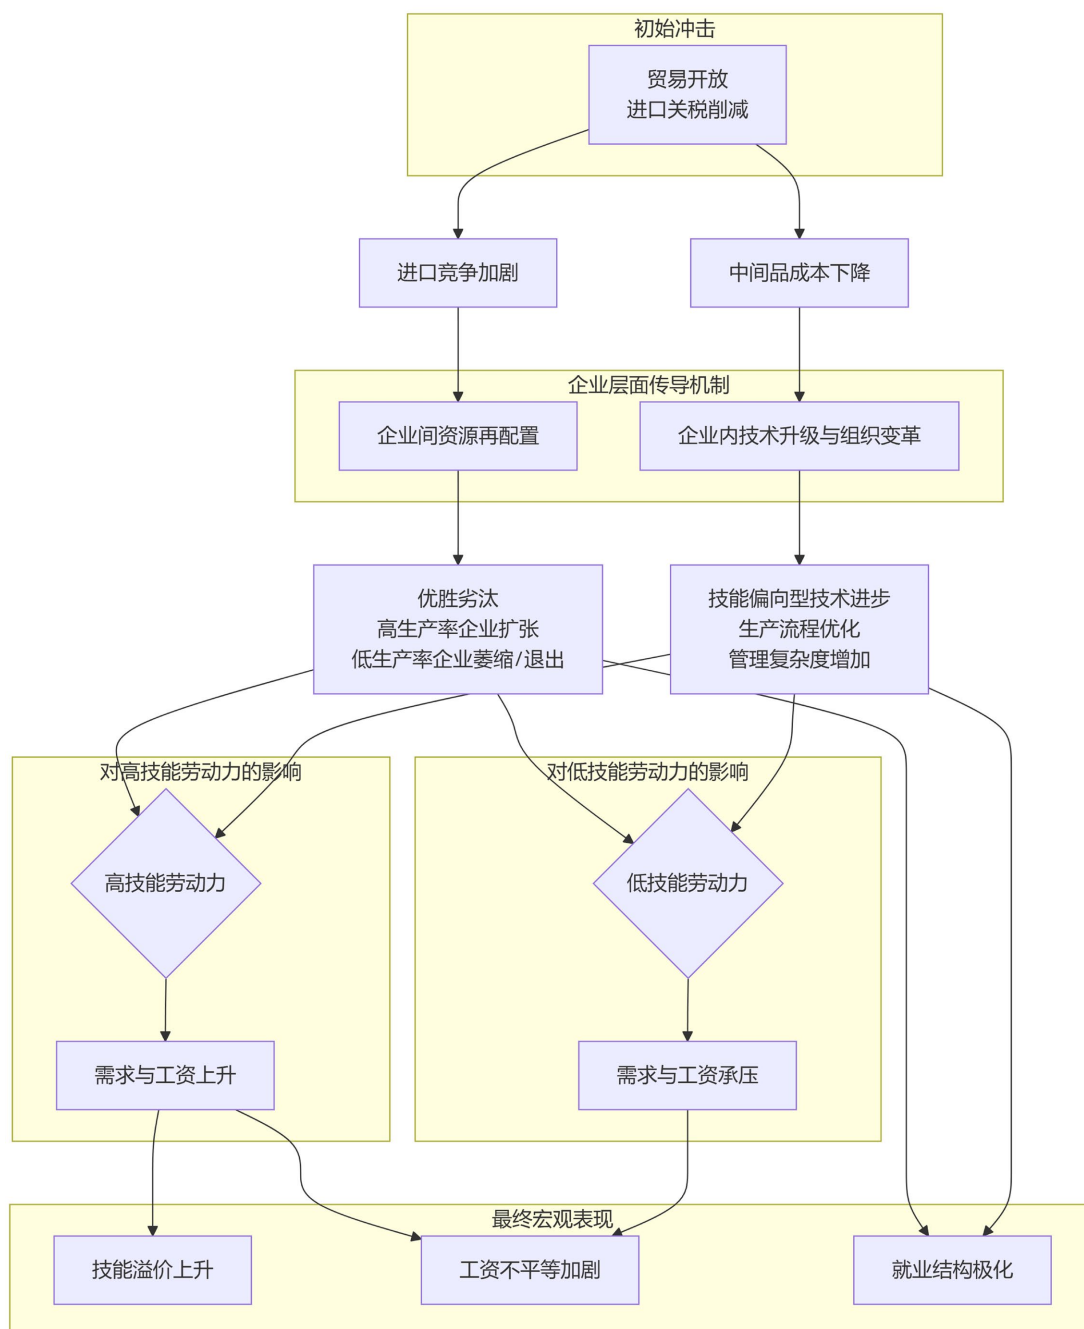 初始冲击
贸易开放
进口关税削减
进口竞争加剧
中间品成本下降
企业层面传导机制
企业间资源再配置
企业内技术升级与组织变革
优胜劣汰
高生产率企业扩张
低生产率企业萎缩/退出
技能偏向型技术进步
生产流程优化
管理复杂度增加
对高技能劳动力的影响
对低技能劳动力的影响
高技能劳动力
低技能劳动力
需求与工资上升
需求与工资承压
最终宏观表现
技能溢价上升
工资不平等加剧
就业结构极化